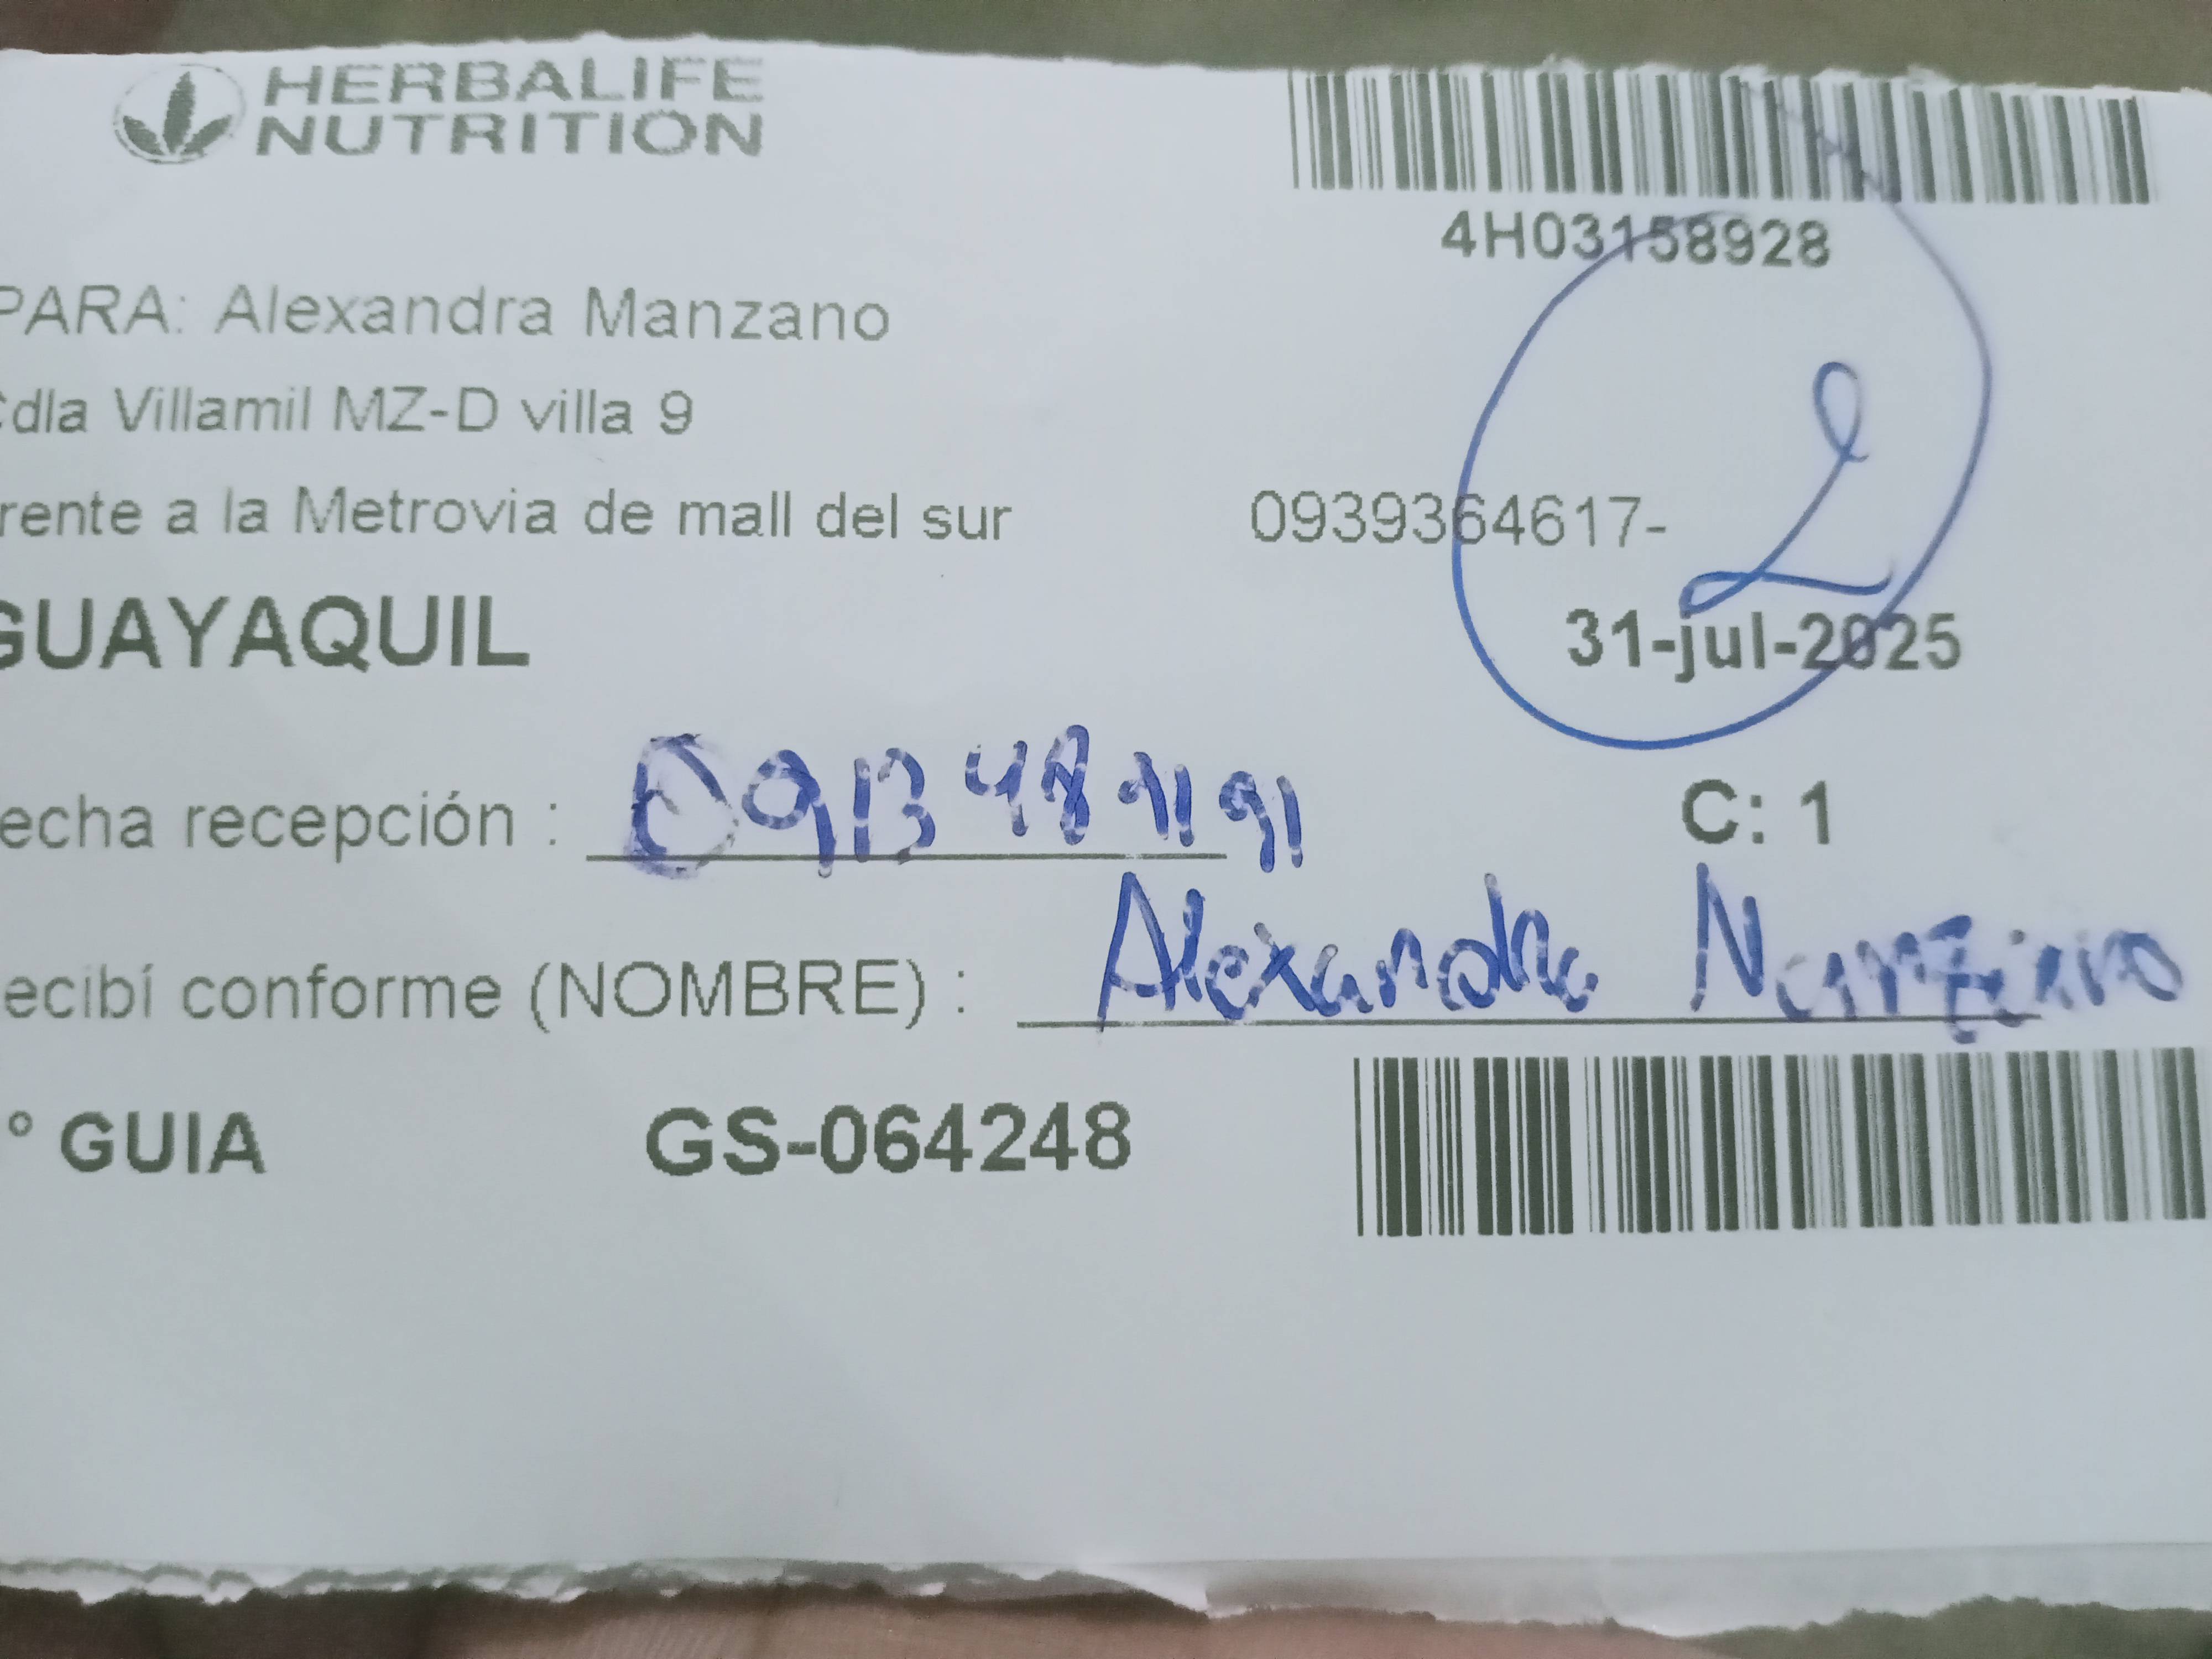 HERBALIFE
NUTRITION
4H03158928
PARA: Alexandra Manzano
Cdla Villamil MZ-D villa 9
rente a la Metrovia de mall del sur 0939364617-
2
GUAYAQUIL
31-jul-2025
echa recepción : C: 1
ecibí conforme (NOMBRE) : Alexandra Manzano
° GUIA GS-064248